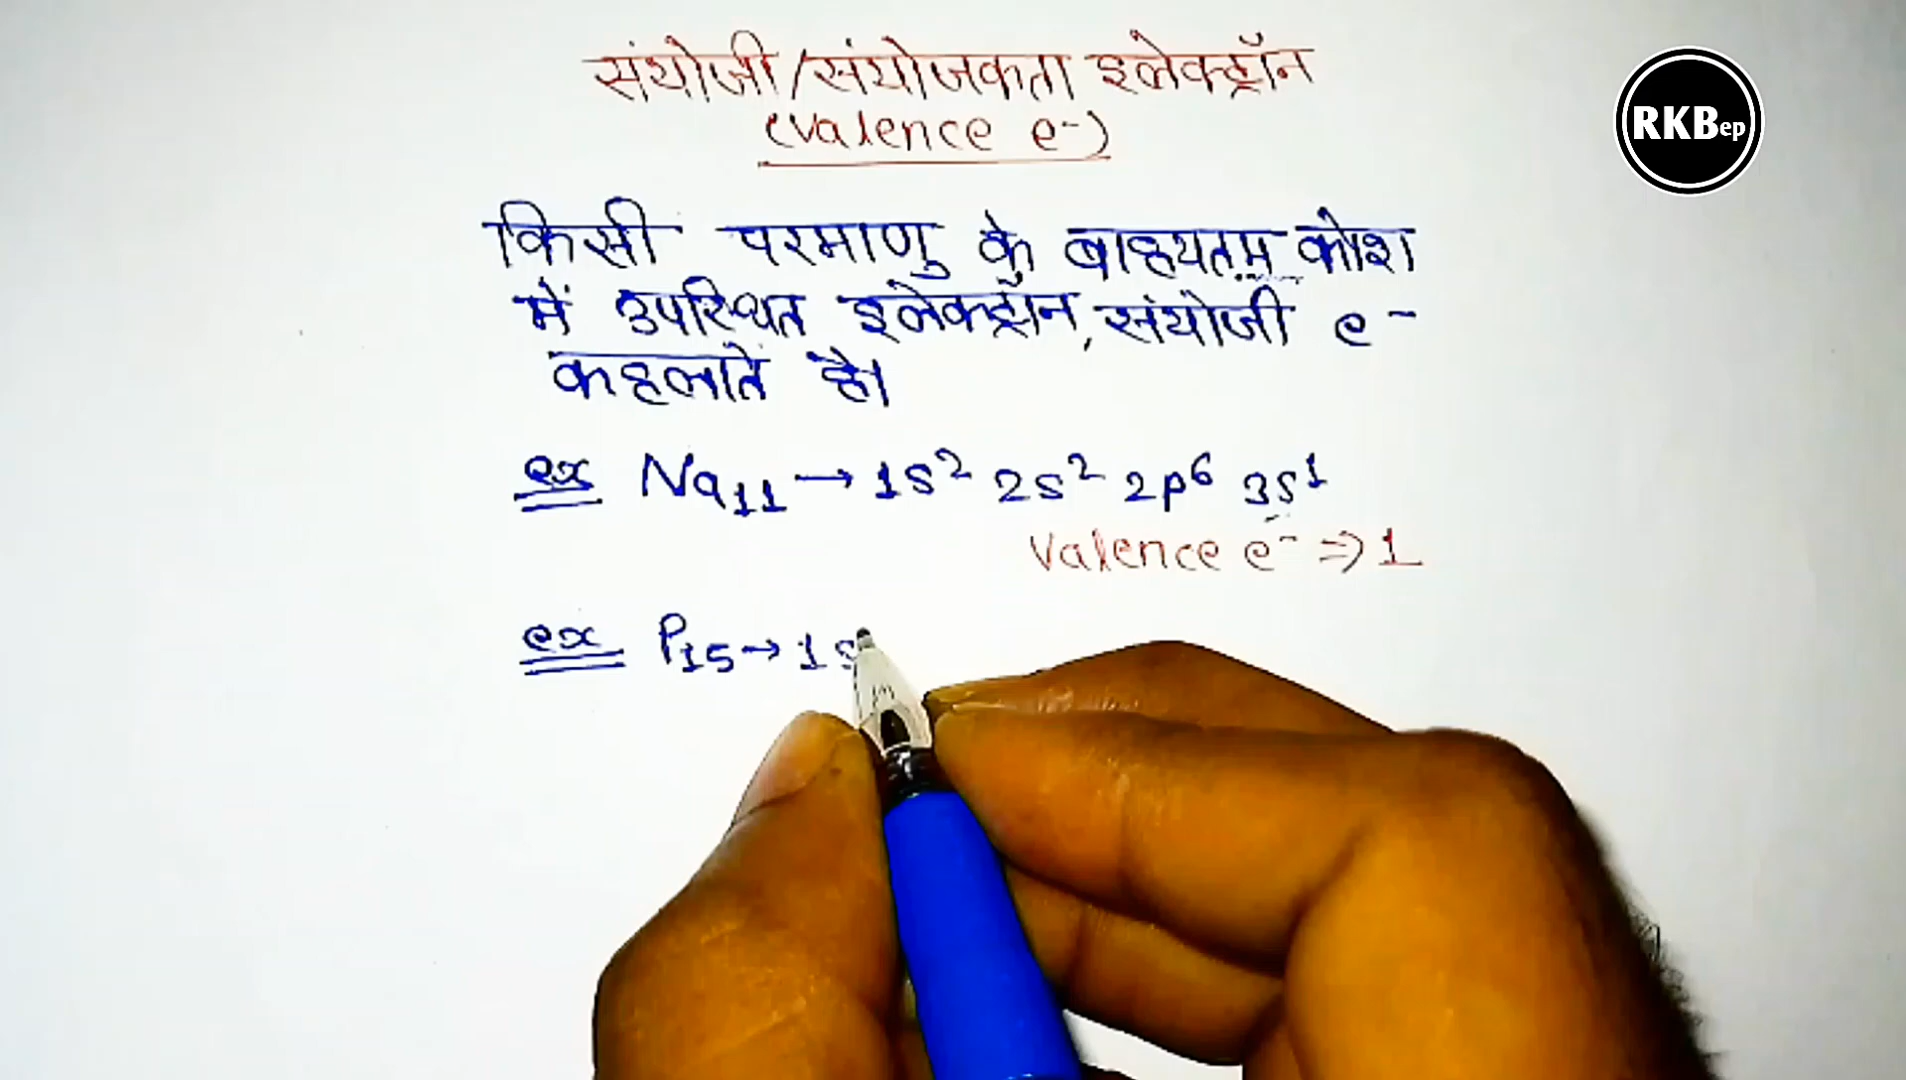 संयोजी/संयोजकता इलेक्ट्रॉन
(valence e⁻)
RKBep
किसी परमाणु के बाहयतम कोश
में उपस्थित इलेक्ट्रॉन, संयोजी e⁻
कहलाते है।
ex Na₁₁ → 1s² 2s² 2p⁶ 3s¹
Valence e⁻ ⇒ 1
ex P₁₅ → 1s